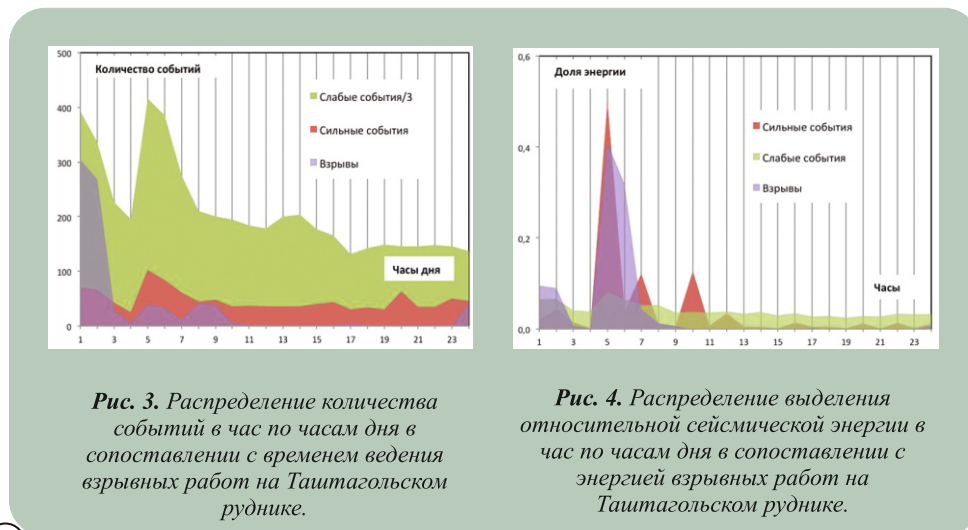 500
400
300
200
100
0
Количество событий
Слабые события/3
Сильные события
Взрывы
Часы дня
1 3 5 7 9 11 13 15 17 19 21 23
0,6
0,4
0,2
0,0
Доля энергии
Сильные события
Слабые события
Взрывы
Часы
1 3 5 7 9 11 13 15 17 19 21 23
Рис. 3. Распределение количества
событий в час по часам дня в
сопоставлении с временем ведения
взрывных работ на Таштагольском
руднике.
Рис. 4. Распределение выделения
относительной сейсмической энергии в
час по часам дня в сопоставлении с
энергией взрывных работ на
Таштагольском руднике.